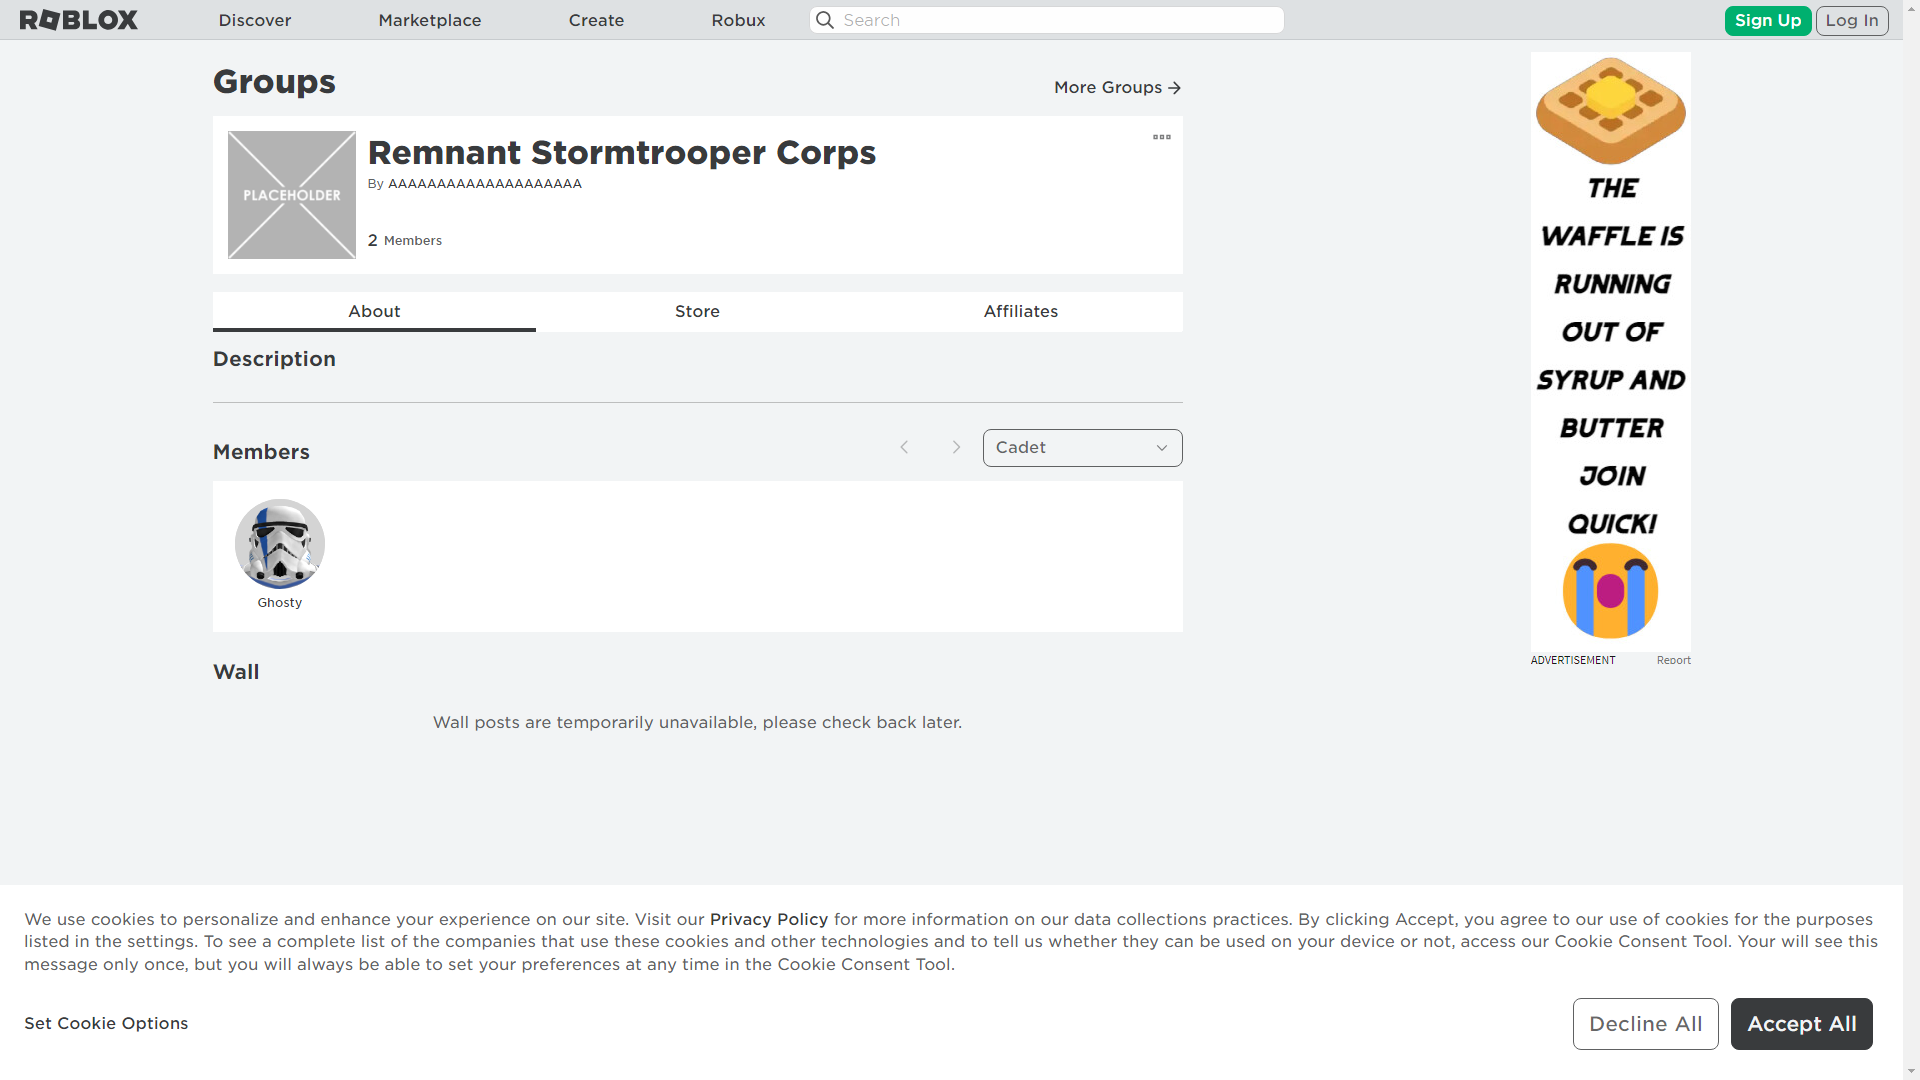 ROBLOX
Discover
Marketplace
Create
Robux
Search
Sign Up
Log In
Groups
More Groups
PLACEHOLDER
Remnant Stormtrooper Corps
By AAAAAAAAAAAAAAAAAAAA
2 Members
About
Store
Affiliates
Description
Members
Cadet
Ghosty
Wall
Wall posts are temporarily unavailable, please check back later.
THE
WAFFLE IS
RUNNING
OUT OF
SYRUP AND
BUTTER
JOIN
QUICK!
ADVERTISEMENT
Report
We use cookies to personalize and enhance your experience on our site. Visit our Privacy Policy for more information on our data collections practices. By clicking Accept, you agree to our use of cookies for the purposes
listed in the settings. To see a complete list of the companies that use these cookies and other technologies and to tell us whether they can be used on your device or not, access our Cookie Consent Tool. Your will see this
message only once, but you will always be able to set your preferences at any time in the Cookie Consent Tool.
Set Cookie Options
Decline All
Accept All